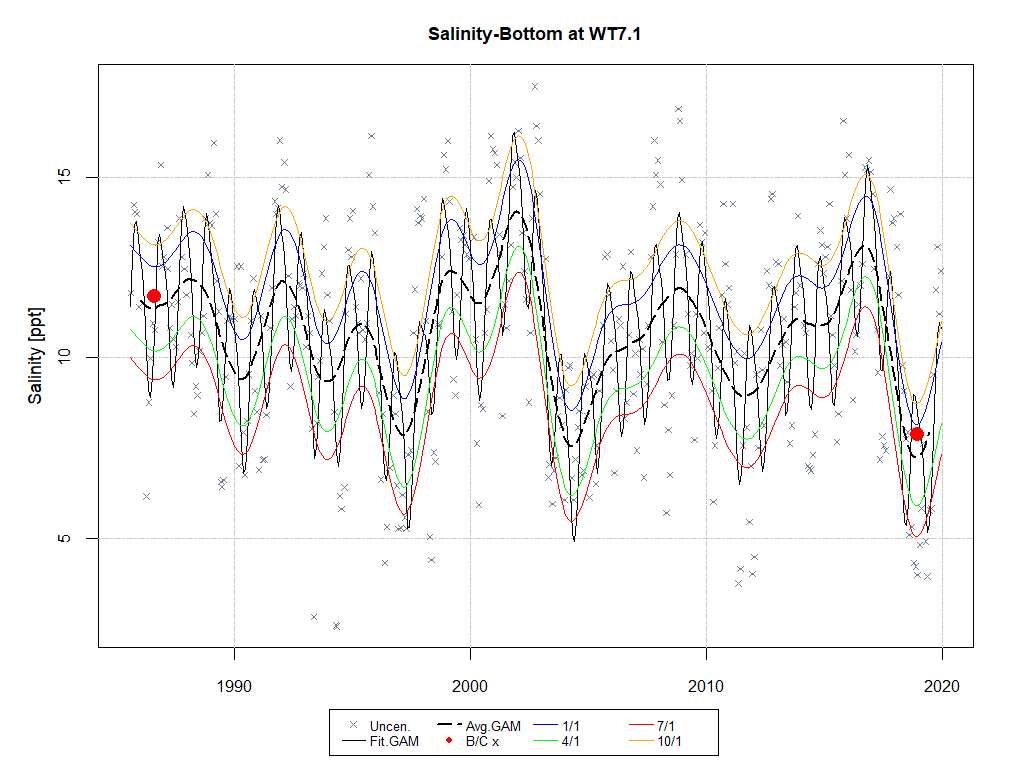 Salinity-Bottom at WT7.1
Salinity [ppt]
15
10
5
1990 2000 2010 2020
Uncen. Avg.GAM 1/1 7/1
Fit.GAM B/C x 4/1 10/1